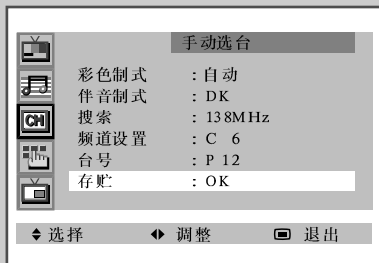 手动选台
彩色制式 : 自动
伴音制式 : DK
搜索 : 138MHz
CH 频道设置 : C 6
台号 : P 12
存贮 : OK
选择 调整 退出